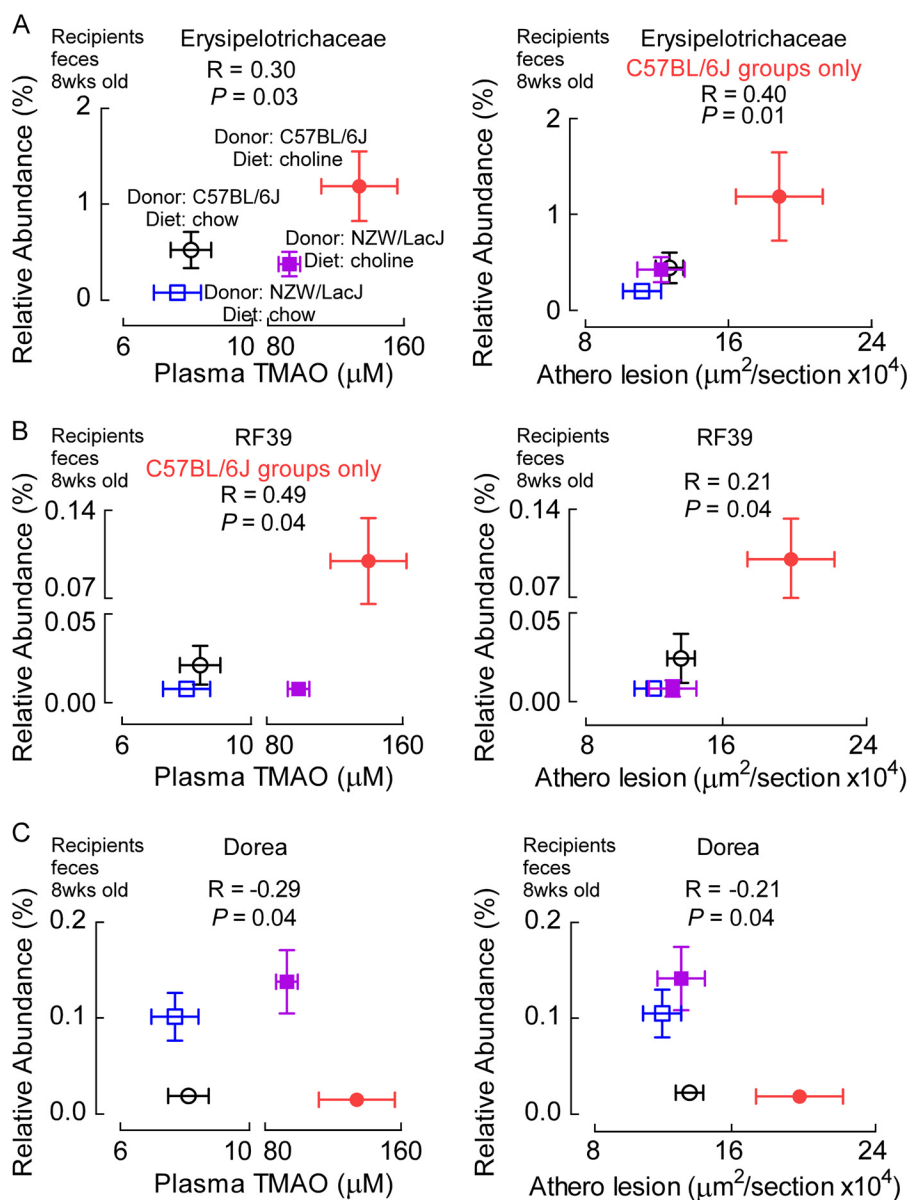 A
Recipients
feces
8wks old
Erysipelotrichaceae
R = 0.30
P = 0.03
Relative Abundance (%)
2
1
0
Donor: C57BL/6J
Diet: choline
Donor: C57BL/6J
Diet: chow
Donor: NZW/LacJ
Diet: choline
Donor: NZW/LacJ
Diet: chow
6 10 80 160
Plasma TMAO (μM)
Recipients
feces
8wks old
Erysipelotrichaceae
C57BL/6J groups only
R = 0.40
P = 0.01
Relative Abundance (%)
2
1
0
8 16 24
Athero lesion (μm²/section x10⁴)
B
Recipients
feces
8wks old
RF39
C57BL/6J groups only
R = 0.49
P = 0.04
Relative Abundance (%)
0.14
0.07
0.05
0.00
6 10 80 160
Plasma TMAO (μM)
Recipients
feces
8wks old
RF39
R = 0.21
P = 0.04
Relative Abundance (%)
0.14
0.07
0.05
0.00
8 16 24
Athero lesion (μm²/section x10⁴)
C
Recipients
feces
8wks old
Dorea
R = -0.29
P = 0.04
Relative Abundance (%)
0.2
0.1
0.0
6 10 80 160
Plasma TMAO (μM)
Recipients
feces
8wks old
Dorea
R = -0.21
P = 0.04
Relative Abundance (%)
0.2
0.1
0.0
8 16 24
Athero lesion (μm²/section x10⁴)